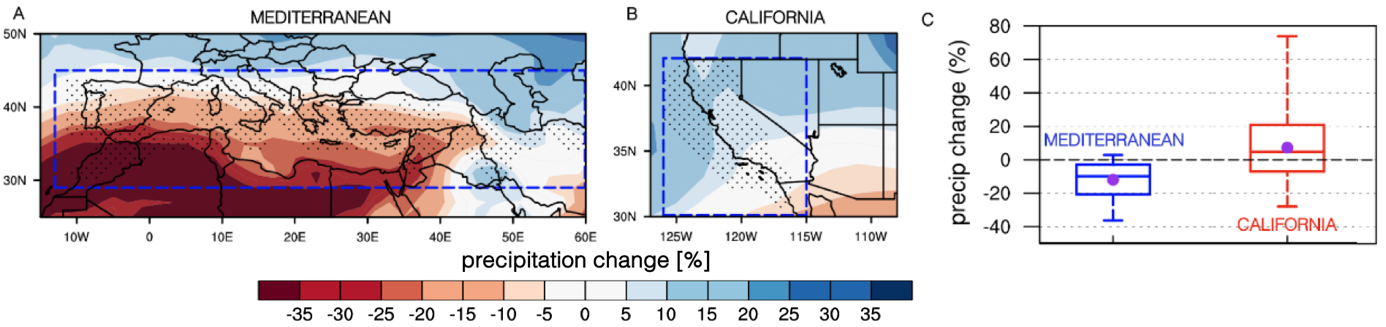 A
MEDITERRANEAN
50N
40N
30N
10W 0 10E 20E 30E 40E 50E 60E
B
CALIFORNIA
40N
35N
30N
125W 120W 115W 110W
precipitation change [%]
-35 -30 -25 -20 -15 -10 -5 0 5 10 15 20 25 30 35
C
precip change (%)
80
60
40
20
0
-20
-40
MEDITERRANEAN
CALIFORNIA